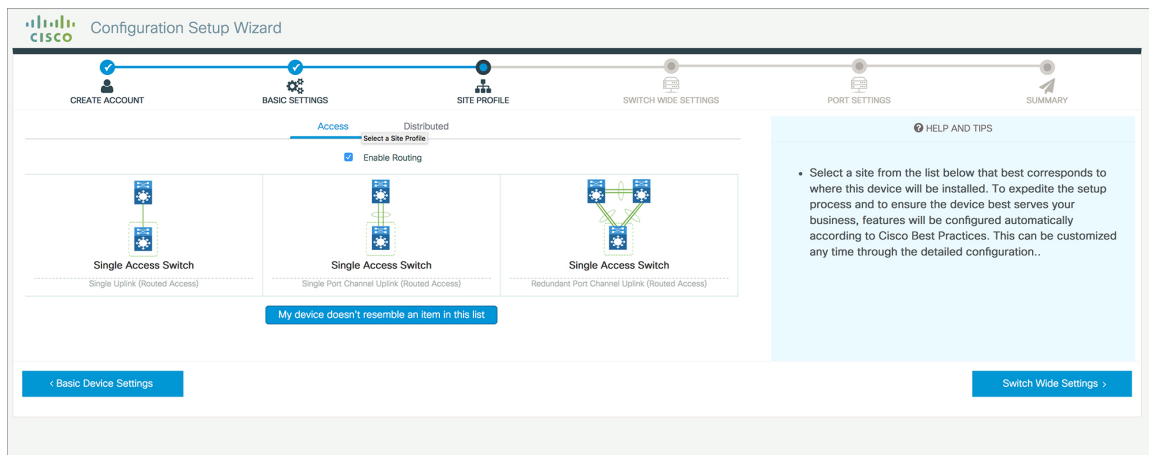 CISCO
Configuration Setup Wizard
CREATE ACCOUNT
BASIC SETTINGS
SITE PROFILE
SWITCH WIDE SETTINGS
PORT SETTINGS
SUMMARY
Access
Distributed
Select a Site Profile
Enable Routing
Single Access Switch
Single Uplink (Routed Access)
Single Access Switch
Single Port Channel Uplink (Routed Access)
Single Access Switch
Redundant Port Channel Uplink (Routed Access)
My device doesn't resemble an item in this list
HELP AND TIPS
• Select a site from the list below that best corresponds to
where this device will be installed. To expedite the setup
process and to ensure the device best serves your
business, features will be configured automatically
according to Cisco Best Practices. This can be customized
any time through the detailed configuration..
‹ Basic Device Settings
Switch Wide Settings ›